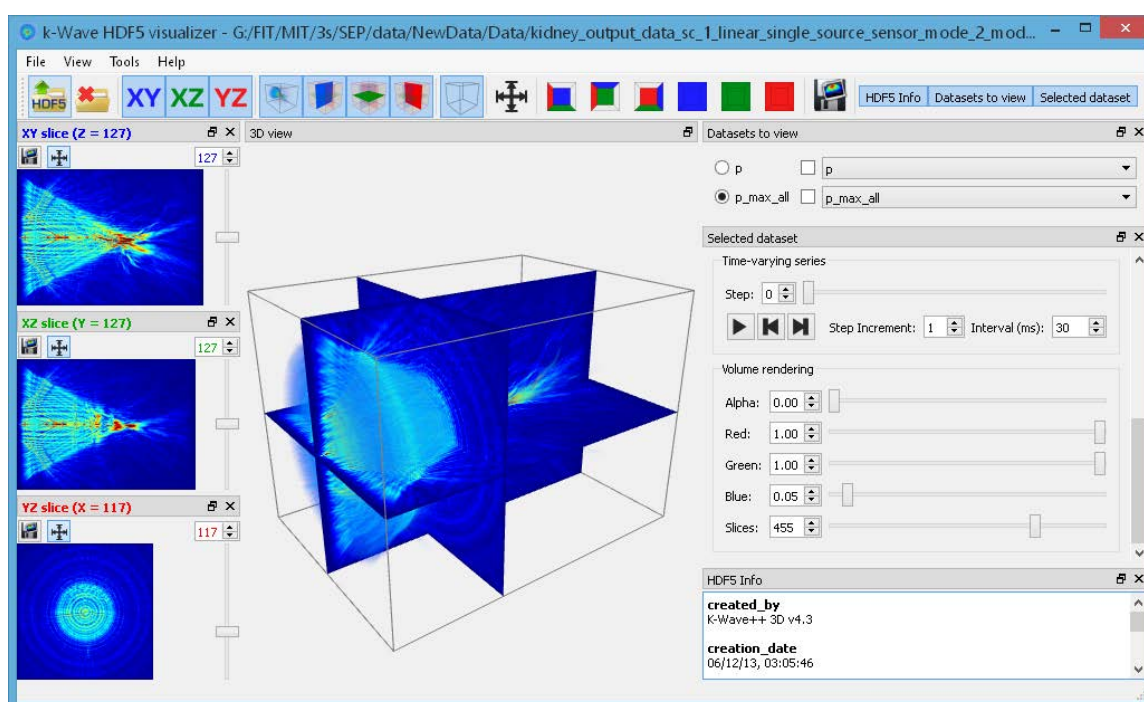 k-Wave HDF5 visualizer - G:/FIT/MIT/3s/SEP/data/NewData/Data/kidney_output_data_sc_1_linear_single_source_sensor_mode_2_mod...
File View Tools Help
HDF5 XY XZ YZ HDF5 Info Datasets to view Selected dataset
XY slice (Z = 127)
127
XZ slice (Y = 127)
127
YZ slice (X = 117)
117
3D view
Datasets to view
p p
p_max_all p_max_all
Selected dataset
Time-varying series
Step: 0
Step Increment: 1 Interval (ms): 30
Volume rendering
Alpha: 0.00
Red: 1.00
Green: 1.00
Blue: 0.05
Slices: 455
HDF5 Info
created_by
K-Wave++ 3D v4.3
creation_date
06/12/13, 03:05:46